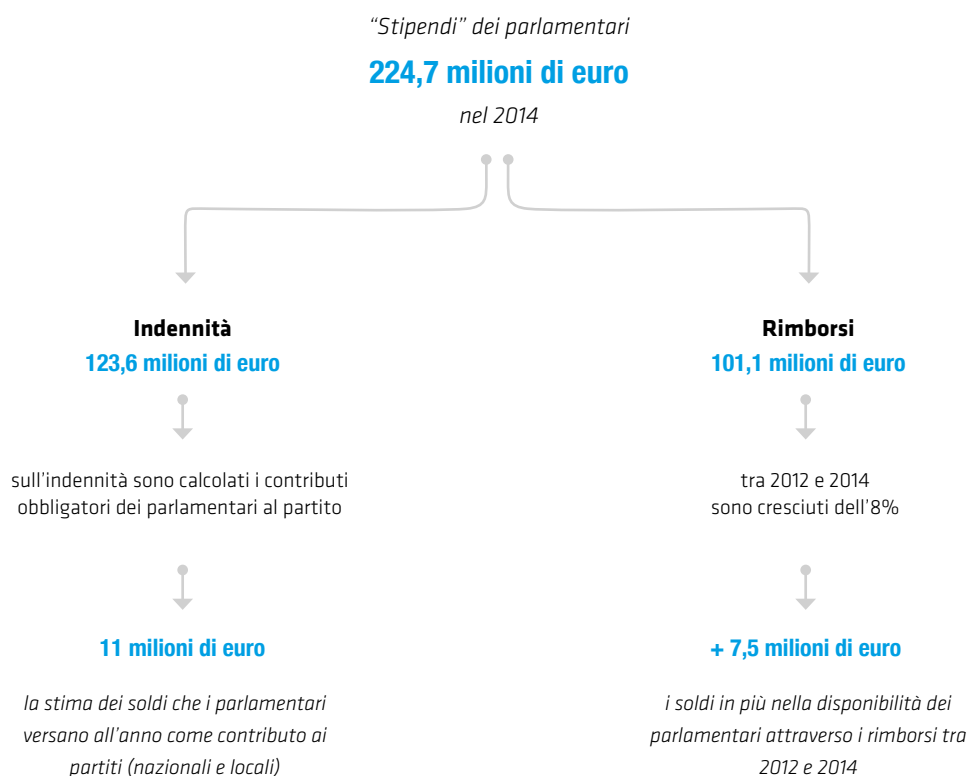 “Stipendi” dei parlamentari
224,7 milioni di euro
nel 2014
Indennità
123,6 milioni di euro
sull'indennità sono calcolati i contributi
obbligatori dei parlamentari al partito
11 milioni di euro
la stima dei soldi che i parlamentari
versano all'anno come contributo ai
partiti (nazionali e locali)
Rimborsi
101,1 milioni di euro
tra 2012 e 2014
sono cresciuti dell'8%
+ 7,5 milioni di euro
i soldi in più nella disponibilità dei
parlamentari attraverso i rimborsi tra
2012 e 2014